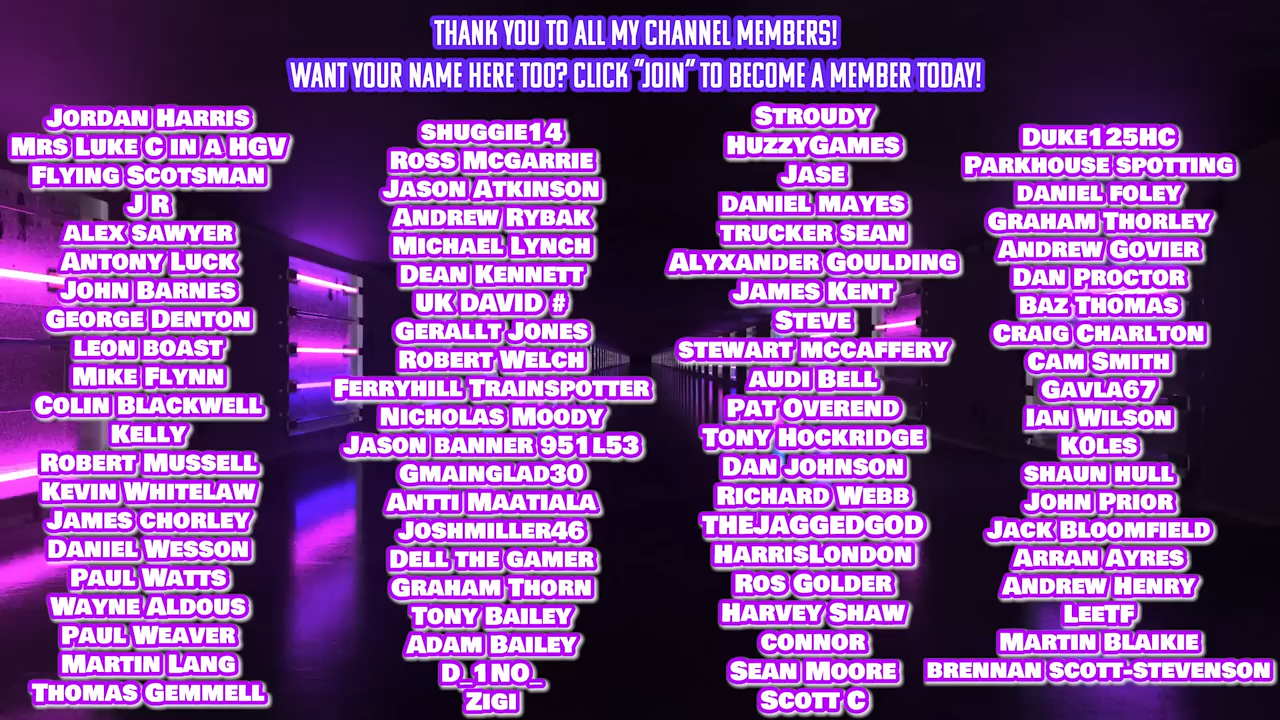 THANK YOU TO ALL MY CHANNEL MEMBERS!
WANT YOUR NAME HERE TOO? CLICK "JOIN" TO BECOME A MEMBER TODAY!
Jordan Harris
Mrs Luke C in a HGV
Flying Scotsman
J R
alex sawyer
Antony Luck
John Barnes
George Denton
leon boast
Mike Flynn
Colin Blackwell
Kelly
Robert Mussell
Kevin Whitelaw
James chorley
Daniel Wesson
Paul Watts
Wayne Aldous
Paul Weaver
Martin Lang
Thomas Gemmell
shuggie14
Ross McGarrie
Jason Atkinson
Andrew Rybak
Michael Lynch
Dean Kennett
UK DAVID #
Gerallt Jones
Robert Welch
Ferryhill Trainspotter
Nicholas Moody
Jason banner 951L53
Gmainglad30
Antti Maatiala
Joshmiller46
Dell the Gamer
Graham Thorn
Tony Bailey
Adam Bailey
D_1NO_
Zigi
Stroudy
HuzzyGames
Jase
daniel mayes
trucker sean
Alyxander Goulding
James Kent
Steve
stewart mccaffery
Audi Bell
Pat Overend
Tony Hockridge
Dan Johnson
Richard Webb
THEJAGGEDGOD
HarrisLondon
Ros Golder
Harvey Shaw
connor
Sean Moore
Scott C
Duke125HC
Parkhouse spotting
daniel foley
Graham Thorley
Andrew Govier
Dan Proctor
Baz Thomas
Craig Charlton
Cam Smith
gavla67
Ian Wilson
K0les
shaun hull
John Prior
Jack Bloomfield
Arran Ayres
Andrew Henry
LeeTF
Martin Blaikie
brennan scott-stevenson